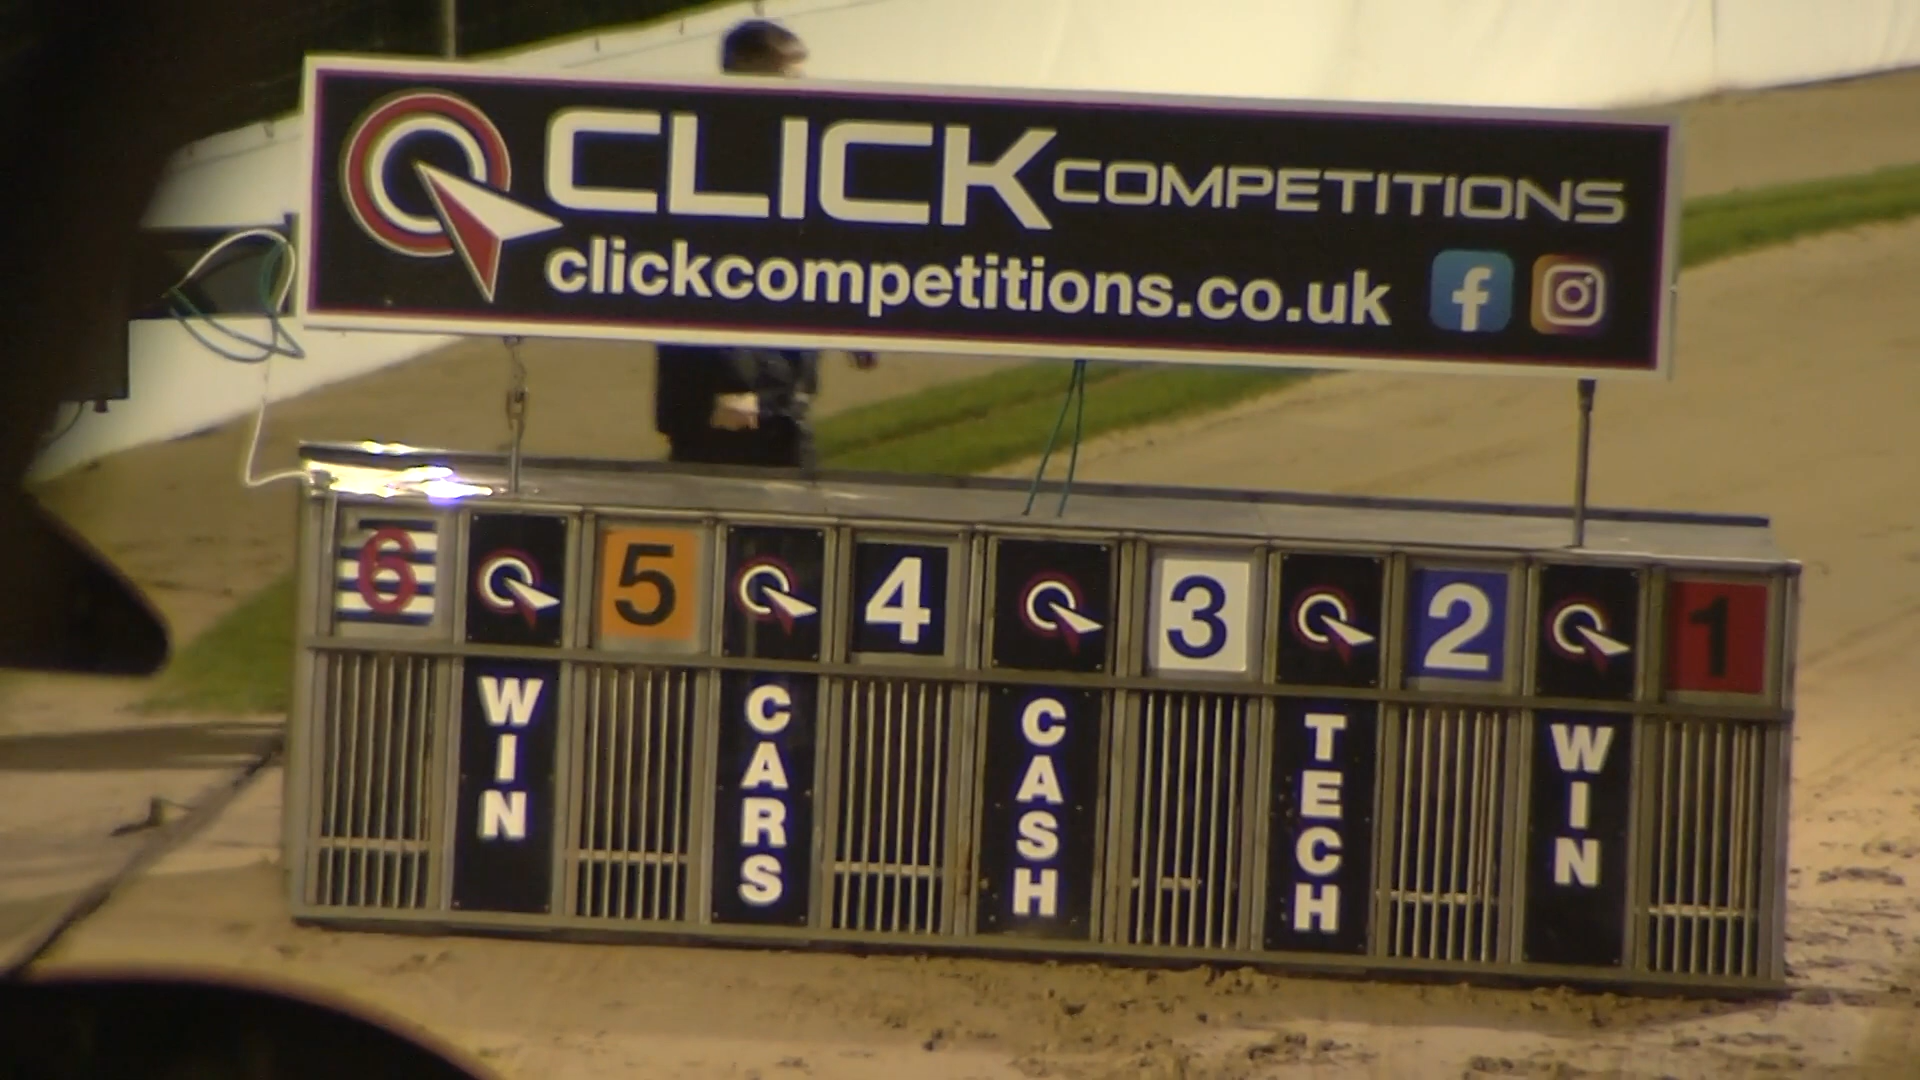 CLICK COMPETITIONS
clickcompetitions.co.uk
6 5 4 3 2 1
WIN
CARS
CASH
TECH
WIN